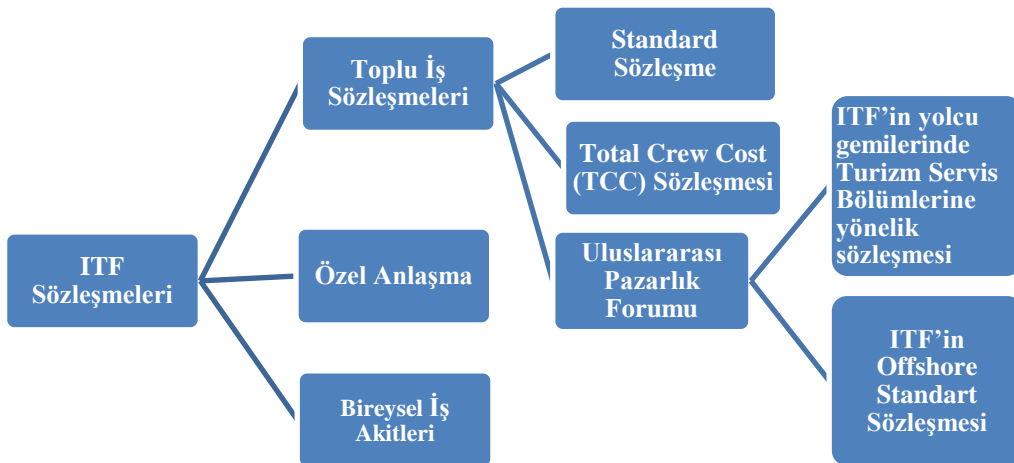 ITF
Sözleşmeleri
Toplu İş
Sözleşmeleri
Özel Anlaşma
Bireysel İş
Akitleri
Standard
Sözleşme
Total Crew Cost
(TCC) Sözleşmesi
Uluslararası
Pazarlık
Forumu
ITF’in yolcu
gemilerinde
Turizm Servis
Bölümlerine
yönelik
sözleşmesi
ITF’in
Offshore
Standart
Sözleşmesi